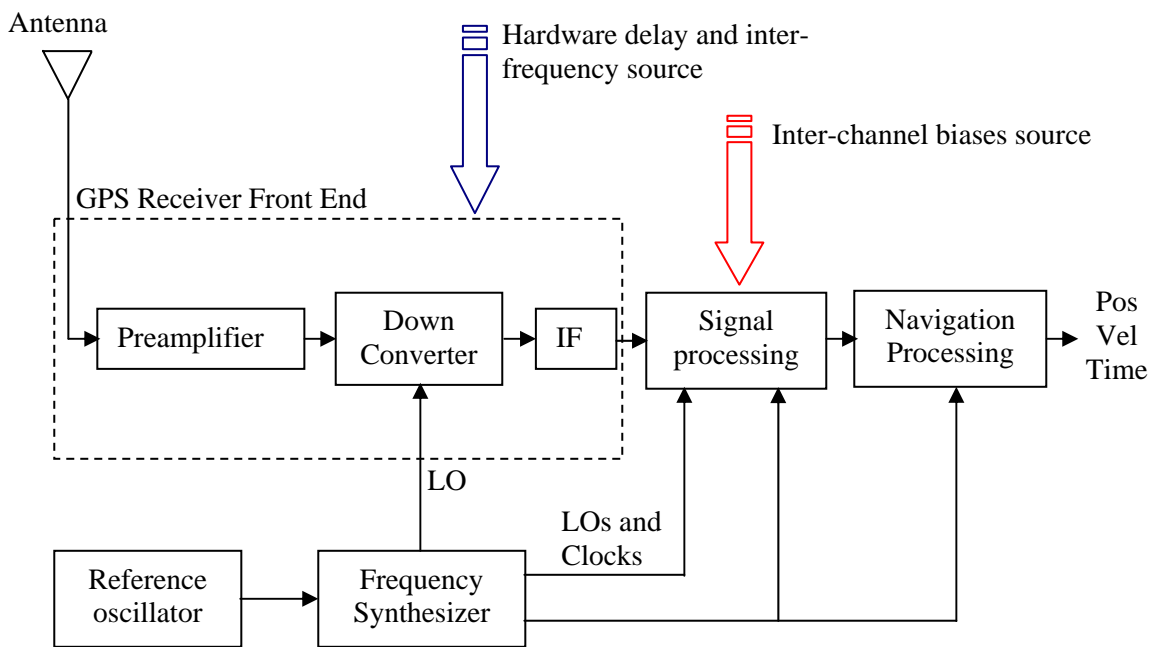 Antenna
Hardware delay and inter-
frequency source
Inter-channel biases source
GPS Receiver Front End
Preamplifier
Down
Converter
IF
Signal
processing
Navigation
Processing
Pos
Vel
Time
LO
LOs and
Clocks
Reference
oscillator
Frequency
Synthesizer